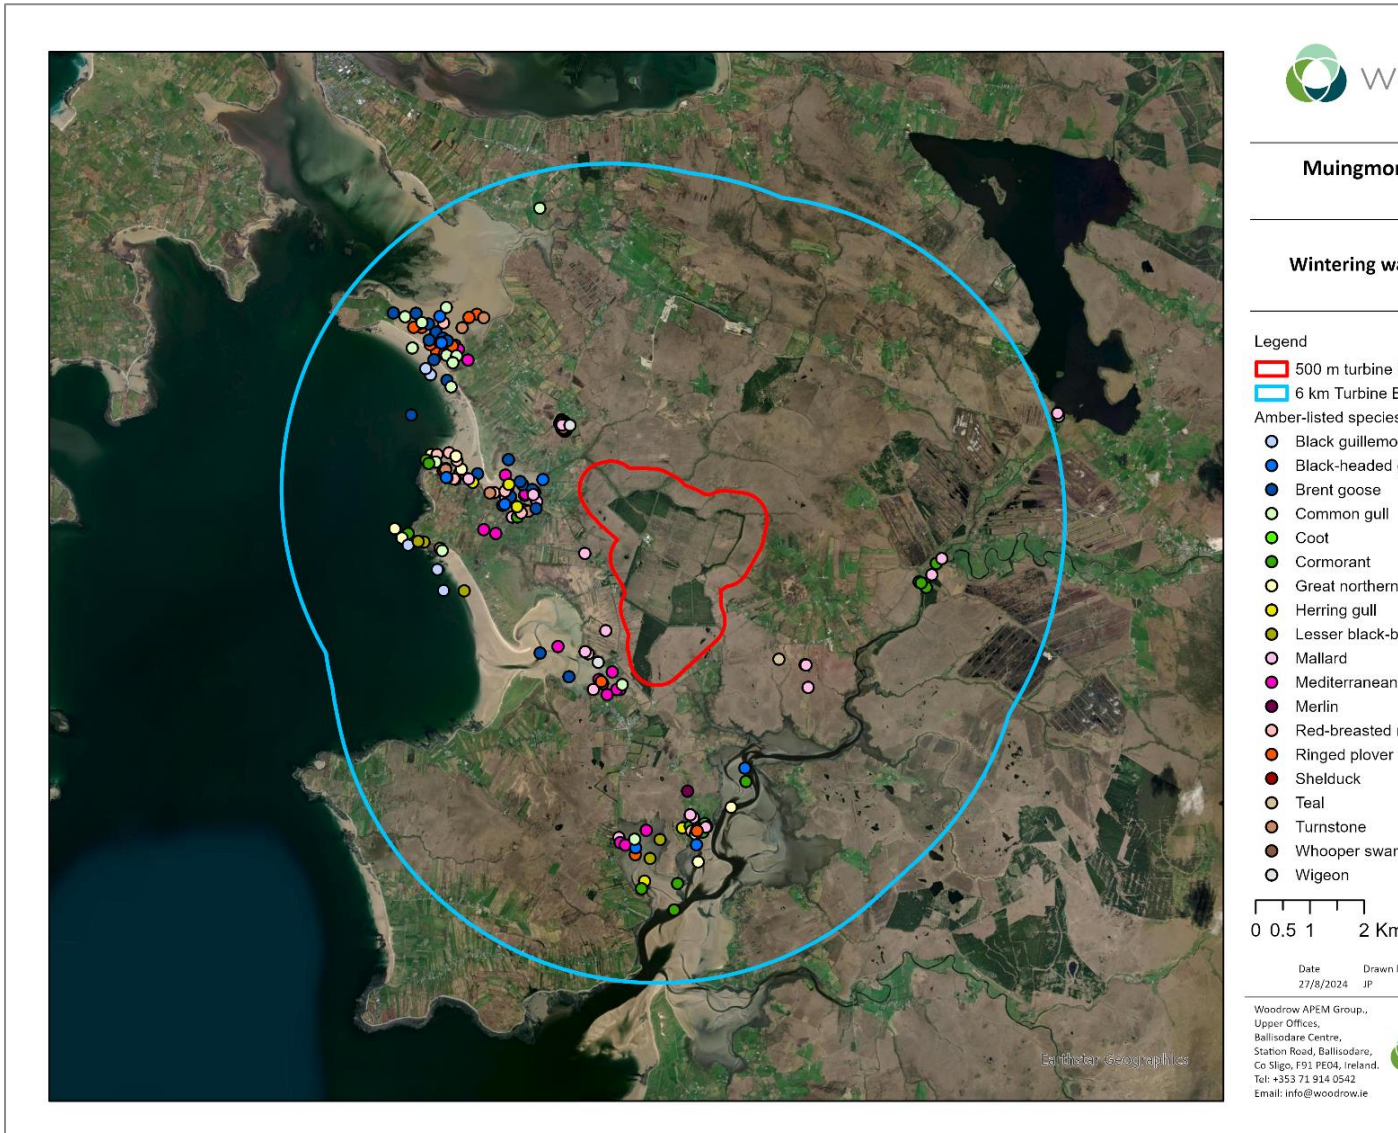 W
Muingmor
Wintering wa
Legend
500 m turbine
6 km Turbine B
Amber-listed species
Black guillemo
Black-headed
Brent goose
Common gull
Coot
Cormorant
Great northern
Herring gull
Lesser black-b
Mallard
Mediterranean
Merlin
Red-breasted
Ringed plover
Shelduck
Teal
Turnstone
Whooper swan
Wigeon
0 0.5 1 2 Km
Date Drawn
27/8/2024 JP
Woodrow APEM Group.,
Upper Offices,
Ballisodare Centre,
Station Road, Ballisodare,
Co Sligo, F91 PE04, Ireland.
Tel: +353 71 914 0542
Email: info@woodrow.ie
Earthstar Geographics